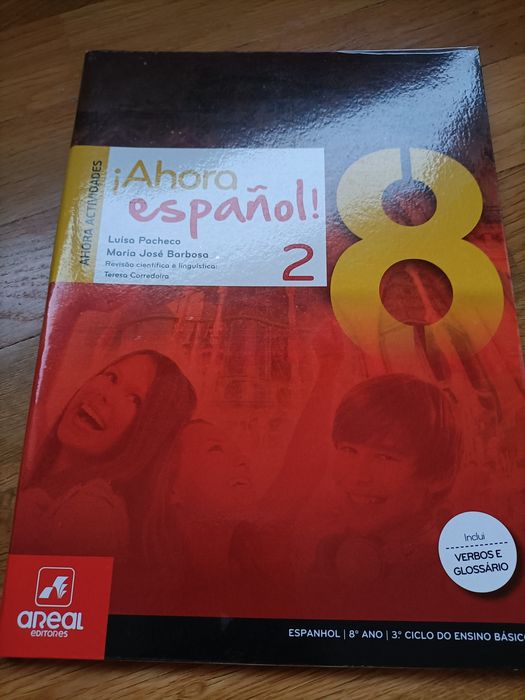 AHORA ACTIVIDADES
¡Ahora
español!
2
Luísa Pacheco
Maria José Barbosa
Revisão científica e linguística:
Teresa Corredoira
8
Inclui
VERBOS E
GLOSSÁRIO
areal
EDITORES
ESPANHOL | 8º ANO | 3.º CICLO DO ENSINO BÁSICO